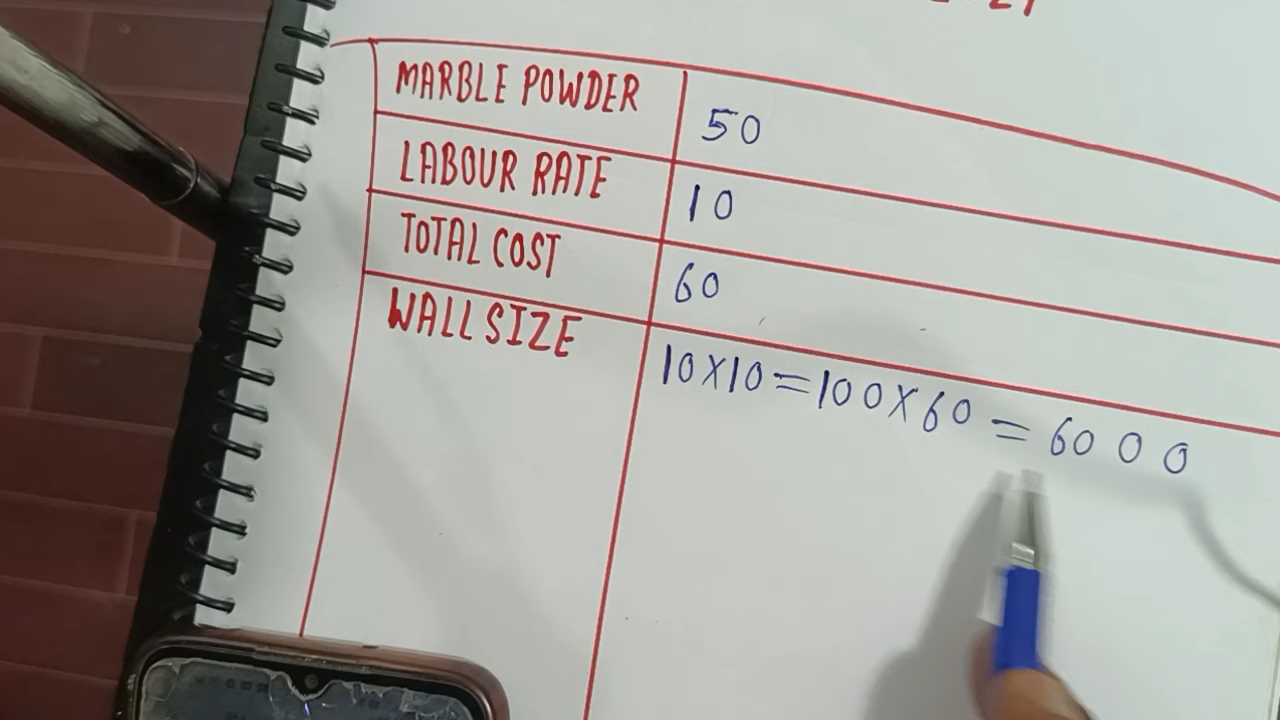 MARBLE POWDER 50
LABOUR RATE 10
TOTAL COST 60
WALL SIZE 10X10=100X60=6000